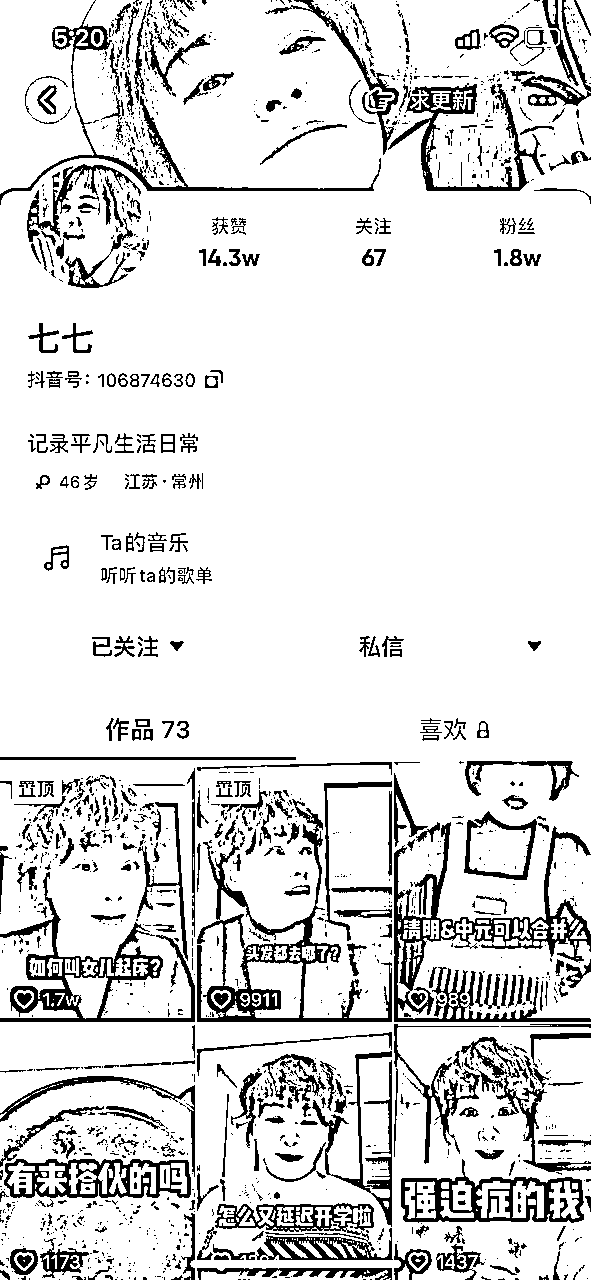 5:20
求更新
获赞
关注
粉丝
14.3w
67
1.8w
七七
抖音号：106874630
记录平凡生活日常
46岁
江苏·常州
Ta的音乐
听听ta的歌单
已关注
私信
作品 73
喜欢
置顶
置顶
如何叫女儿起床？
头发都去哪了？
清明&中元可以合并么
1.7w
9911
989
有来搭伙的吗
怎么又延迟开学啦
强迫症的我
1173
1437